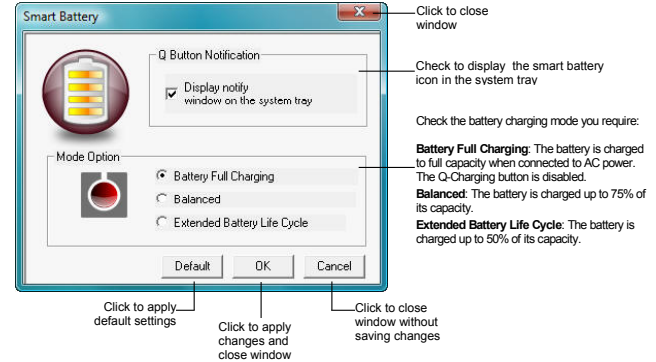 Smart Battery
Click to close
window
Q Button Notification
Display notify
window on the system tray
Check to display the smart battery
icon in the system tray
Check the battery charging mode you require:
Mode Option
Battery Full Charging
Balanced
Extended Battery Life Cycle
Battery Full Charging: The battery is charged
to full capacity when connected to AC power.
The Q-Charging button is disabled.
Balanced: The battery is charged up to 75% of
its capacity.
Extended Battery Life Cycle: The battery is
charged up to 50% of its capacity.
Default
OK
Cancel
Click to apply
default settings
Click to apply
changes and
close window
Click to close
window without
saving changes